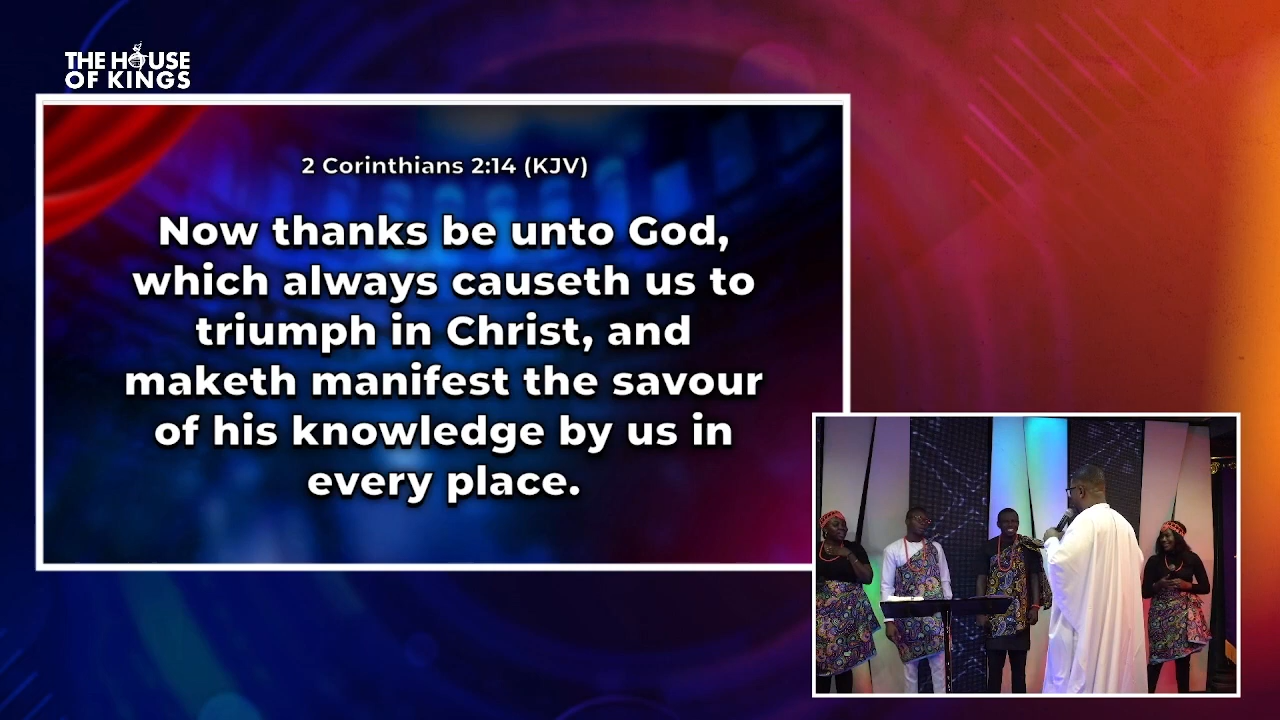 THE HOUSE
OF KINGS
2 Corinthians 2:14 (KJV)
Now thanks be unto God,
which always causeth us to
triumph in Christ, and
maketh manifest the savour
of his knowledge by us in
every place.